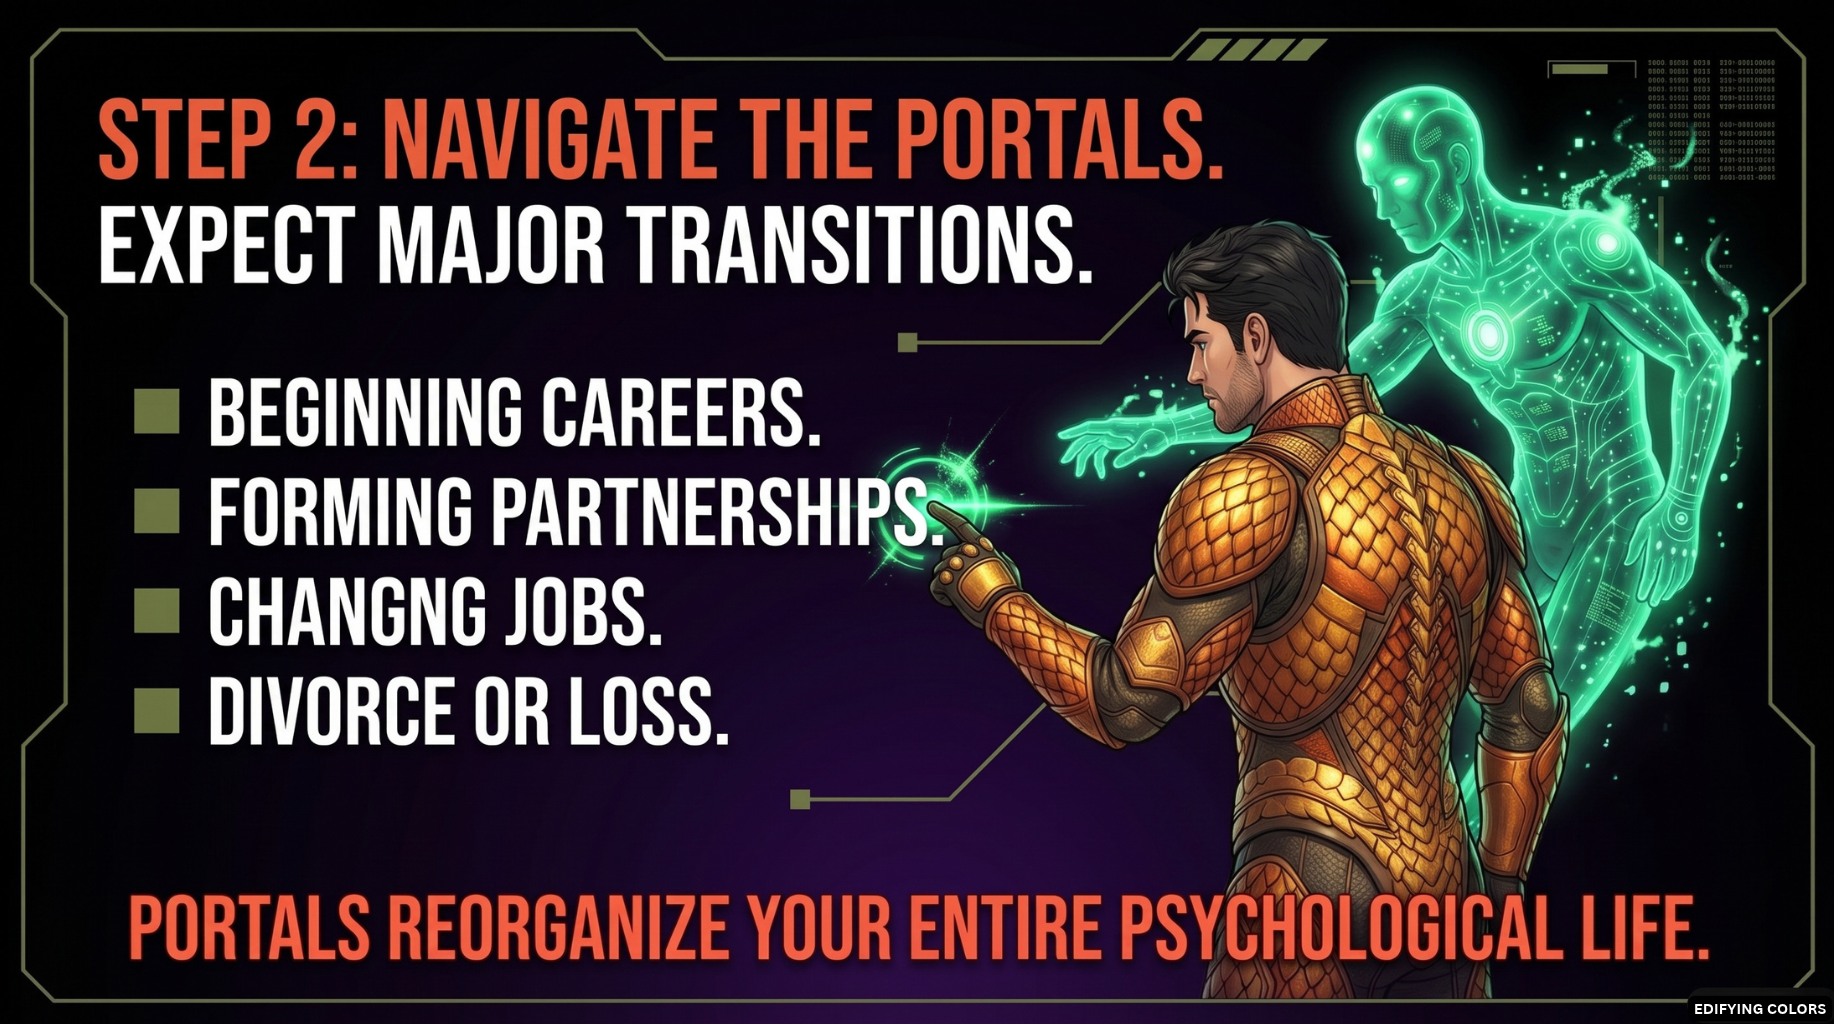 STEP 2: NAVIGATE THE PORTALS.
EXPECT MAJOR TRANSITIONS.
BEGINNING CAREERS.
FORMING PARTNERSHIPS.
CHANGNG JOBS.
DIVORCE OR LOSS.
PORTALS REORGANIZE YOUR ENTIRE PSYCHOLOGICAL LIFE.
EDIFYING COLORS